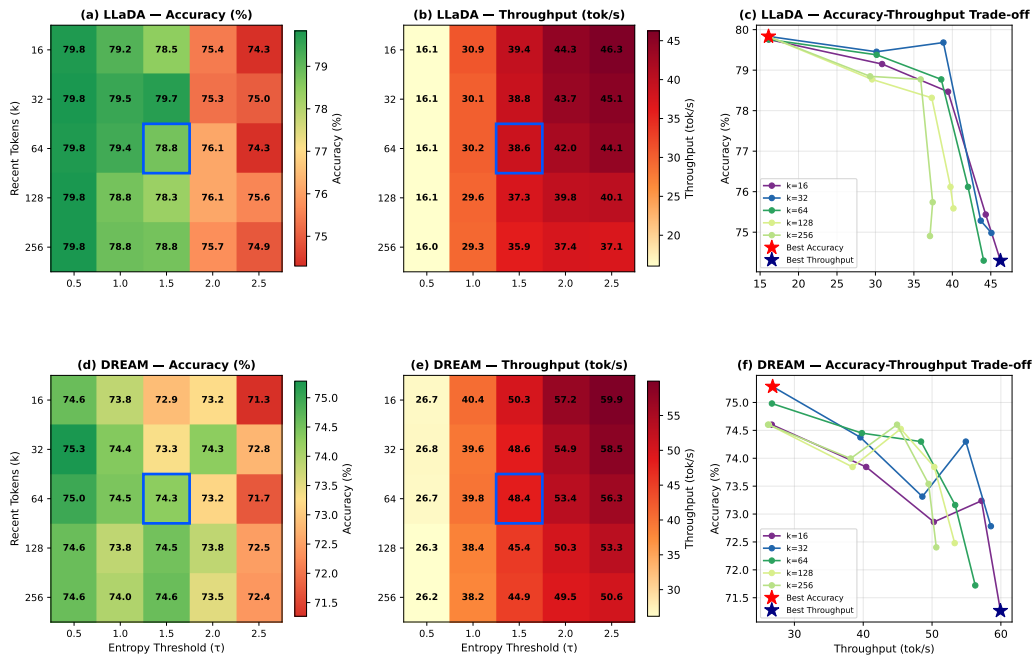 (a) LLaDA — Accuracy (%)
Recent Tokens (k)
16 79.8 79.2 78.5 75.4 74.3
32 79.8 79.5 79.7 75.3 75.0
64 79.8 79.4 78.8 76.1 74.3
128 79.8 78.8 78.3 76.1 75.6
256 79.8 78.8 78.8 75.7 74.9
0.5 1.0 1.5 2.0 2.5
79
78
77
76
75
Accuracy (%)
(b) LLaDA — Throughput (tok/s)
16 16.1 30.9 39.4 44.3 46.3
32 16.1 30.1 38.8 43.7 45.1
64 16.1 30.2 38.6 42.0 44.1
128 16.1 29.6 37.3 39.8 40.1
256 16.0 29.3 35.9 37.4 37.1
0.5 1.0 1.5 2.0 2.5
45
40
35
30
25
20
Throughput (tok/s)
(c) LLaDA — Accuracy-Throughput Trade-off
Accuracy (%)
80
79
78
77
76
75
k=16
k=32
k=64
k=128
k=256
Best Accuracy
Best Throughput
15 20 25 30 35 40 45
(d) DREAM — Accuracy (%)
Recent Tokens (k)
16 74.6 73.8 72.9 73.2 71.3
32 75.3 74.4 73.3 74.3 72.8
64 75.0 74.5 74.3 73.2 71.7
128 74.6 73.8 74.5 73.8 72.5
256 74.6 74.0 74.6 73.5 72.4
0.5 1.0 1.5 2.0 2.5
Entropy Threshold (τ)
75.0
74.5
74.0
73.5
73.0
72.5
72.0
71.5
Accuracy (%)
(e) DREAM — Throughput (tok/s)
16 26.7 40.4 50.3 57.2 59.9
32 26.8 39.6 48.6 54.9 58.5
64 26.7 39.8 48.4 53.4 56.3
128 26.3 38.4 45.4 50.3 53.3
256 26.2 38.2 44.9 49.5 50.6
0.5 1.0 1.5 2.0 2.5
Entropy Threshold (τ)
55
50
45
40
35
30
Throughput (tok/s)
(f) DREAM — Accuracy-Throughput Trade-off
Accuracy (%)
75.0
74.5
74.0
73.5
73.0
72.5
72.0
71.5
k=16
k=32
k=64
k=128
k=256
Best Accuracy
Best Throughput
30 40 50 60
Throughput (tok/s)